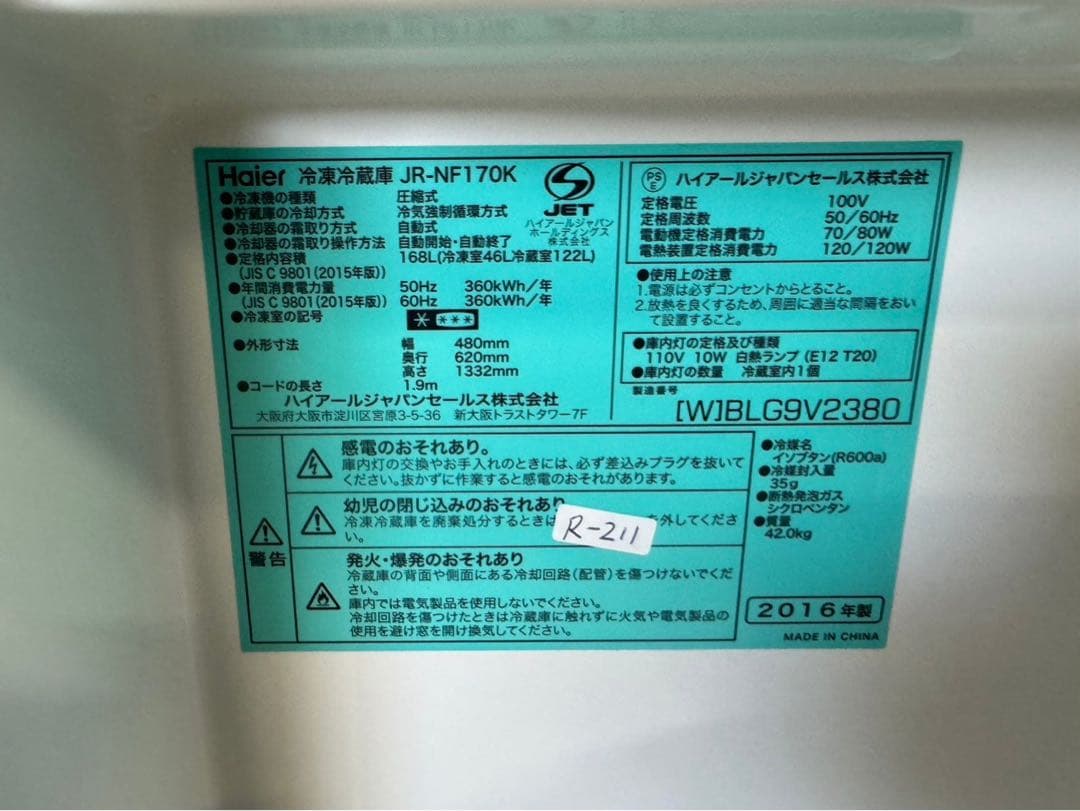 Haier 冷凍冷蔵庫 JR-NF170K
●冷凍機の種類 圧縮式
●貯蔵庫の冷却方式 冷気強制循環方式
●冷却器の霜取り方式 自動式
●冷却器の霜取り操作方法 自動開始・自動終了
●定格内容積 168L(冷凍室46L冷蔵室122L)
(JIS C 9801(2015年版))
●年間消費電力量 50Hz 360kWh/年
(JIS C 9801(2015年版)) 60Hz 360kWh/年
●冷凍室の記号 * ***
●外形寸法 幅 480mm
奥行 620mm
高さ 1332mm
●コードの長さ 1.9m
ハイアールジャパンセールス株式会社
大阪府大阪市淀川区宮原3-5-36 新大阪トラストタワー7F
JET
ハイアールジャパン
ホールディングス
株式会社
PS
E
ハイアールジャパンセールス株式会社
定格電圧 100V
定格周波数 50/60Hz
電動機定格消費電力 70/80W
電熱装置定格消費電力 120/120W
●使用上の注意
1.電源は必ずコンセントからとること。
2.放熱を良くするため、周囲に適当な間隔をおい
て設置すること。
●庫内灯の定格及び種類
110V 10W 白熱ランプ (E12 T20)
●庫内灯の数量 冷蔵室内1個
製造番号
[W]BLG9V2380
警告
感電のおそれあり。
庫内灯の交換やお手入れのときには、必ず差込みプラグを抜いて
ください。抜かずに作業すると感電のおそれがあります。
幼児の閉じ込みのおそれあり
冷凍冷蔵庫を廃棄処分するときは
を外してくださ
い。
R-211
発火・爆発のおそれあり
冷蔵庫の背面や側面にある冷却回路(配管)を傷つけないでくだ
さい。
庫内では電気製品を使用しないでください。
冷却回路を傷つけたときは冷蔵庫に触れずに火気や電気製品の
使用を避け窓を開け換気してください。
●冷媒名
イソブタン(R600a)
●冷媒封入量
35g
●断熱発泡ガス
シクロペンタン
●質量
42.0kg
2016年製
MADE IN CHINA